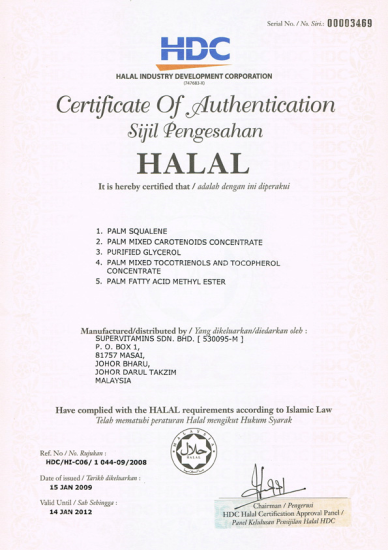 Serial No. / No. Siri.: 00003469
HDC
HALAL INDUSTRY DEVELOPMENT CORPORATION
(747683-X)
Certificate Of Authentication
Sijil Pengesahan
HALAL
It is hereby certified that / adalah dengan ini diperakui
1. PALM SQUALENE
2. PALM MIXED CAROTENOIDS CONCENTRATE
3. PURIFIED GLYCEROL
4. PALM MIXED TOCOTRIENOLS AND TOCOPHEROL
CONCENTRATE
5. PALM FATTY ACID METHYL ESTER
Manufactured/distributed by / Yang dikeluarkan/diedarkan oleh :
SUPERVITAMINS SDN. BHD. [ 530095-M ]
P. O. BOX 1,
81757 MASAI,
JOHOR BHARU,
JOHOR DARUL TAKZIM
MALAYSIA
Have complied with the HALAL requirements according to Islamic Law
Telah mematuhi peraturan Halal mengikut Hukum Syarak
Ref. No / No. Rujukan :
HDC/HI-C06/ 1 044-09/2008
Date of issued / Tarikh dikeluarkan :
15 JAN 2009
Valid Until / Sah Sehingga :
14 JAN 2012
MALAYSIA
حلال
HALAL
Chairman / Pengerusi
HDC Halal Certification Approval Panel /
Panel Kelulusan Pensijilan Halal HDC